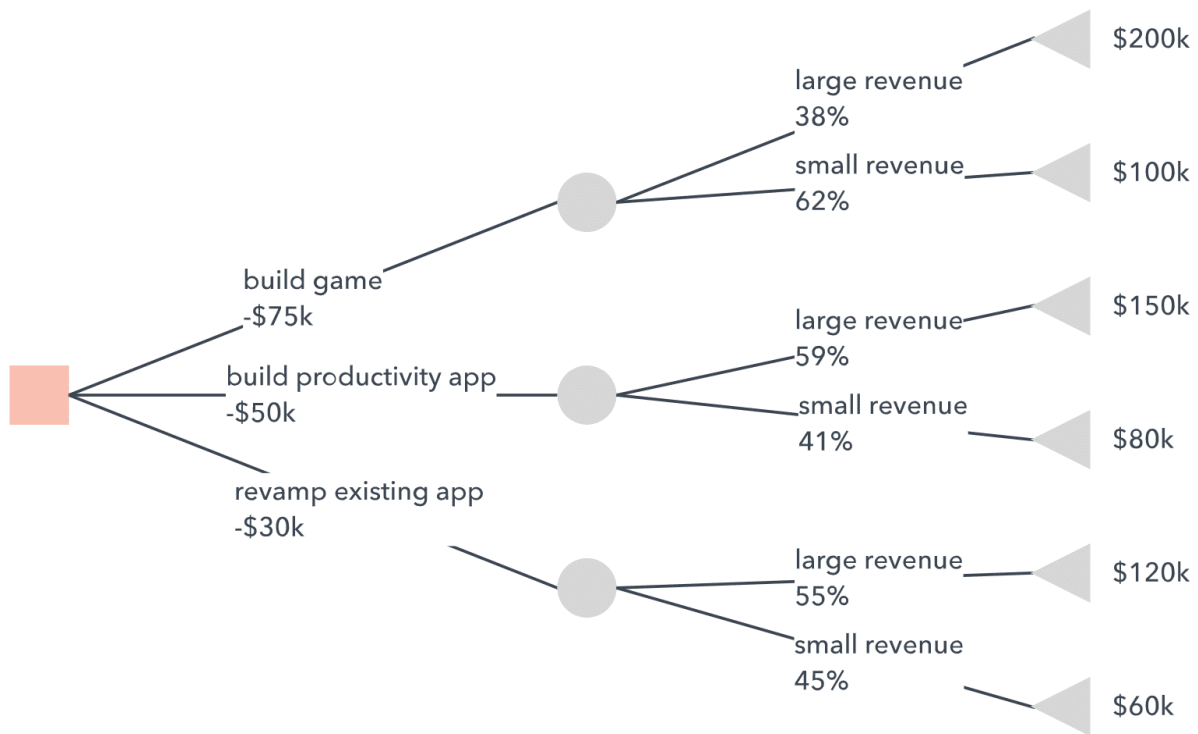 $200k
large revenue
38%
$100k
small revenue
62%
build game
-$75k
$150k
large revenue
59%
build productivity app
-$50k
small revenue
41%
$80k
revamp existing app
-$30k
large revenue
55%
$120k
small revenue
45%
$60k